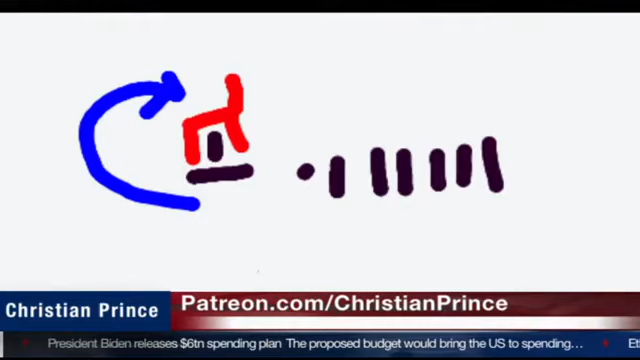 Christian Prince
Patreon.com/ChristianPrince
President Biden releases $6tn spending plan The proposed budget would bring the US to spending…